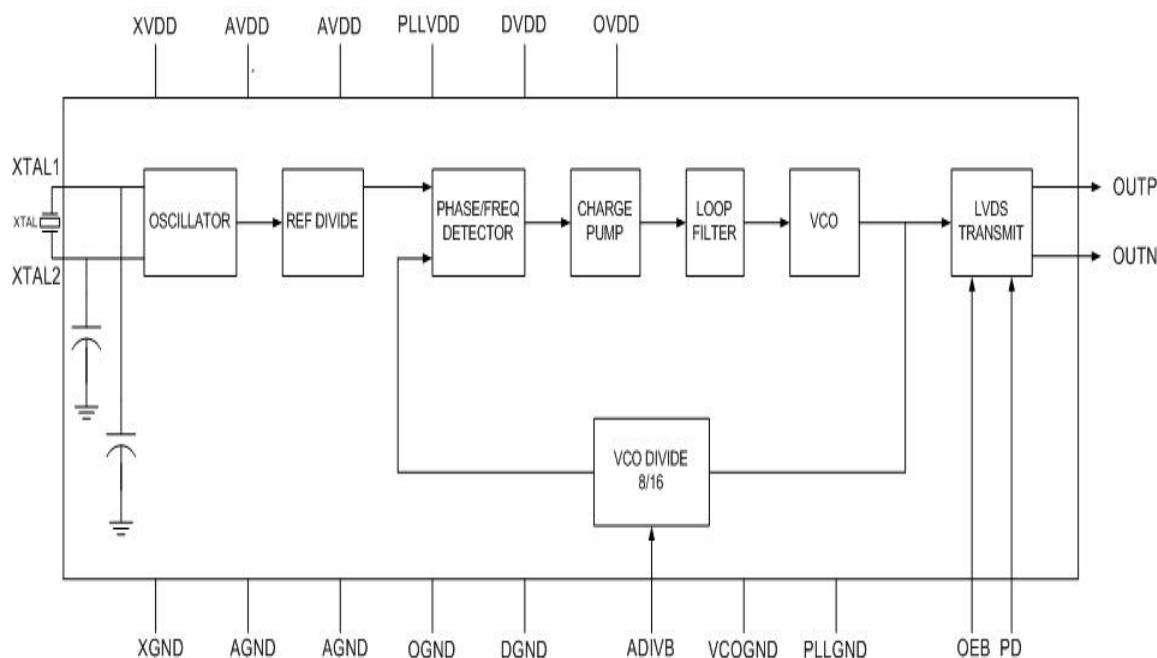 XVDD AVDD AVDD PLLVDD DVDD OVDD
XTAL1
XTAL
XTAL2
OSCILLATOR
REF DIVIDE
PHASE/FREQ
DETECTOR
CHARGE
PUMP
LOOP
FILTER
VCO
LVDS
TRANSMIT
OUTP
OUTN
VCO DIVIDE
8/16
XGND AGND AGND OGND DGND ADIVB VCOGND PLLGND OEB PD